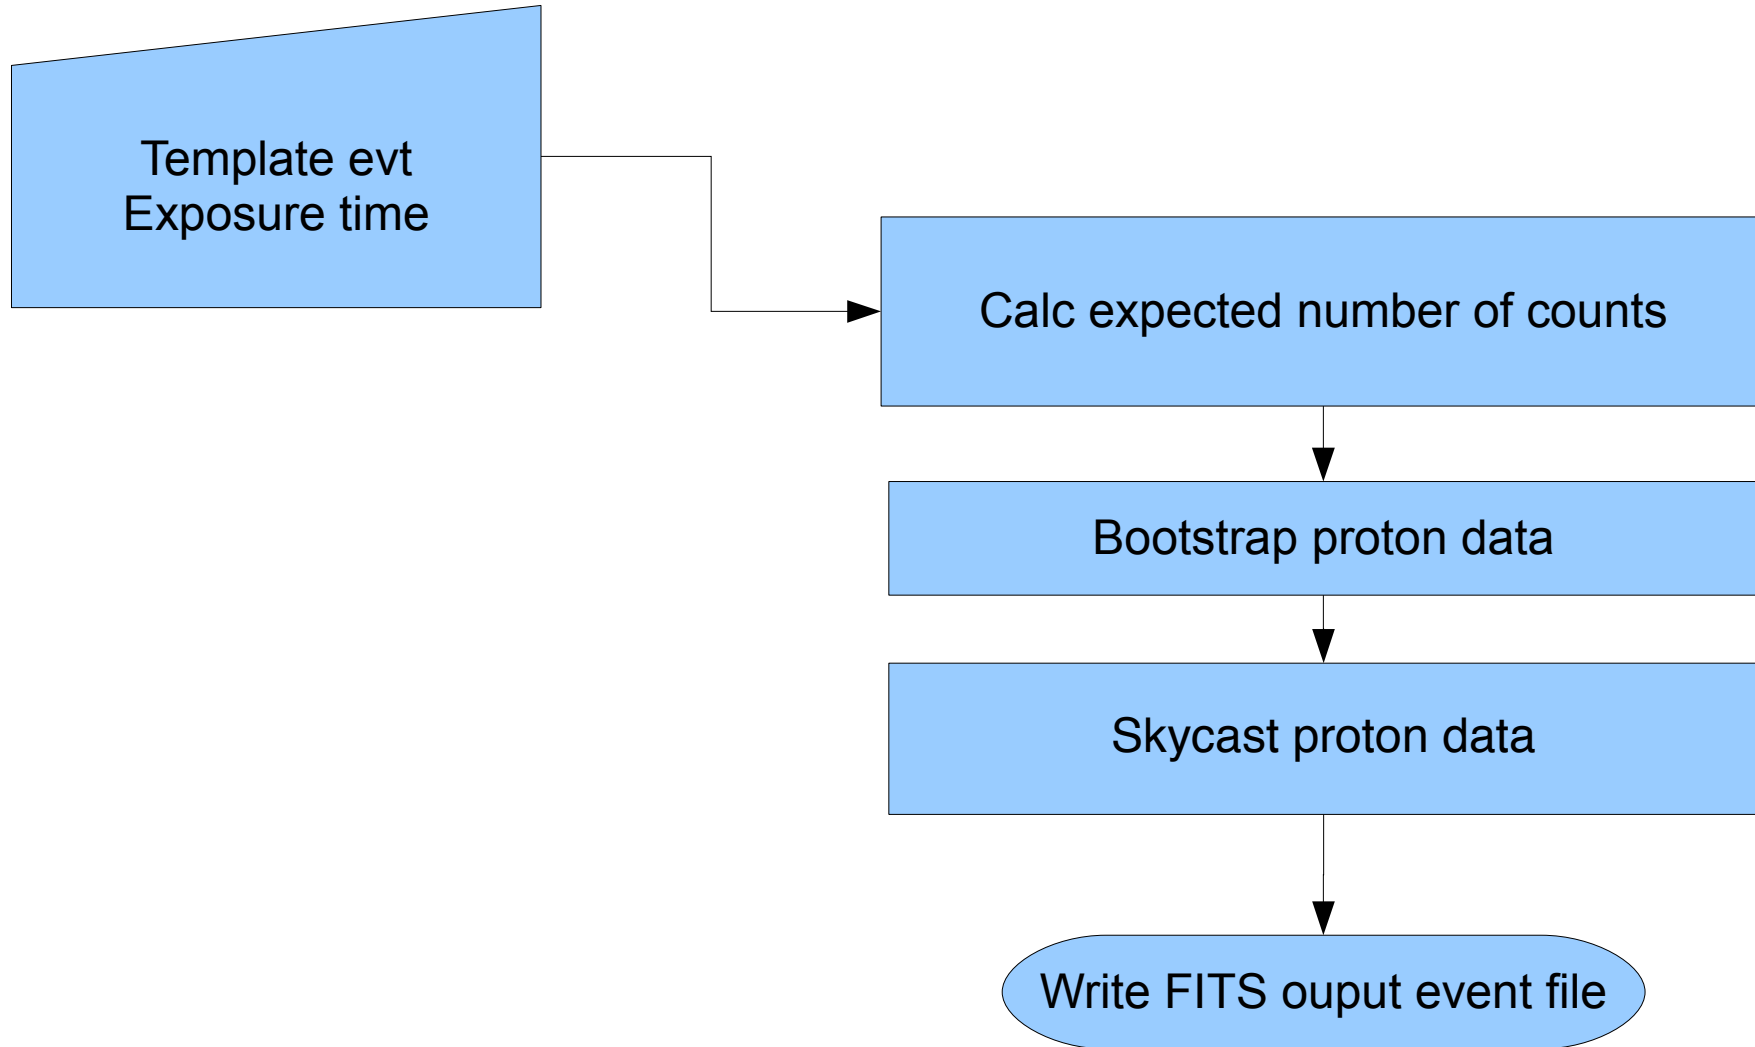 Template evt
Exposure time
Calc expected number of counts
Bootstrap proton data
Skycast proton data
Write FITS ouput event file